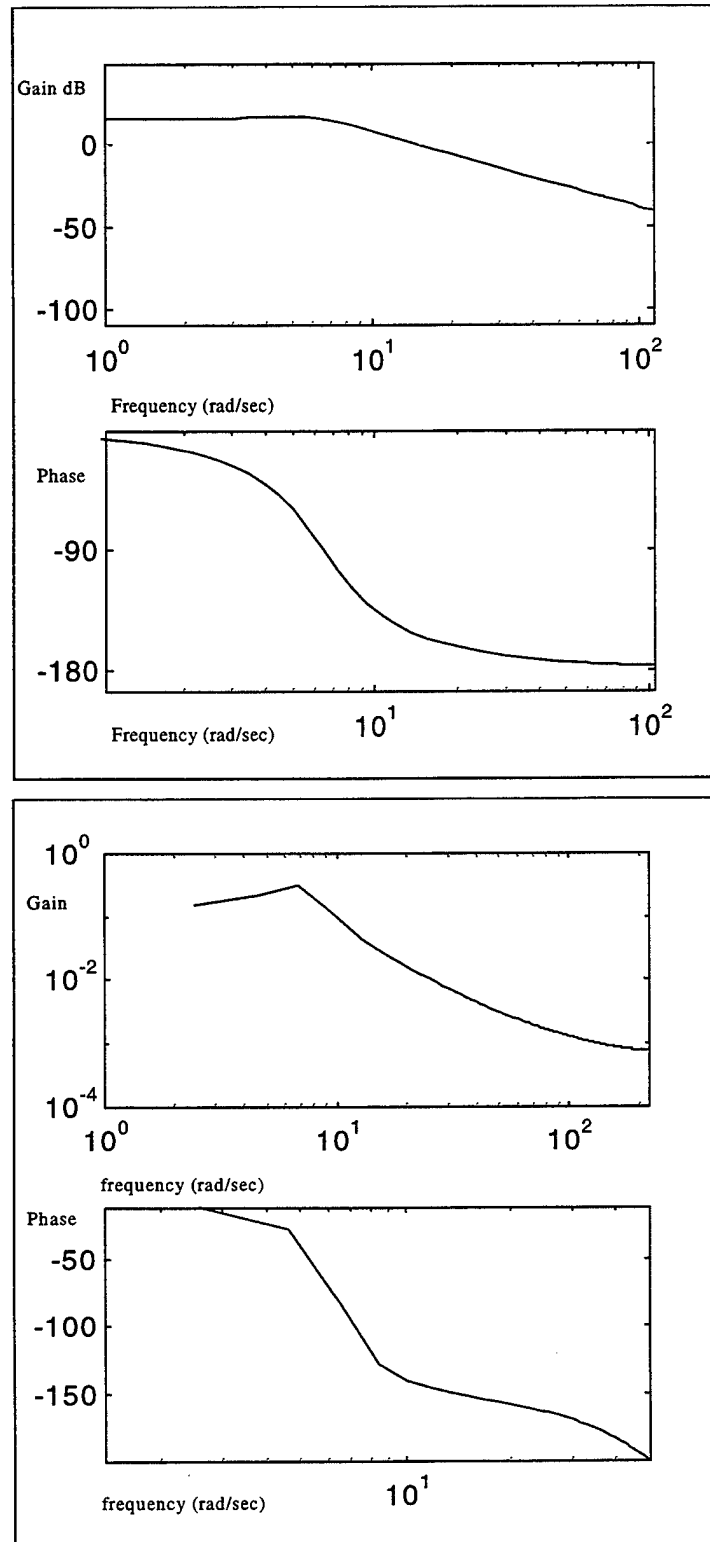 Gain dB
0
-50
-100
10^0 10^1 10^2
Frequency (rad/sec)
Phase
-90
-180
10^1 10^2
Frequency (rad/sec)
10^0
Gain
10^-2
10^-4
10^0 10^1 10^2
frequency (rad/sec)
Phase
-50
-100
-150
10^1
frequency (rad/sec)